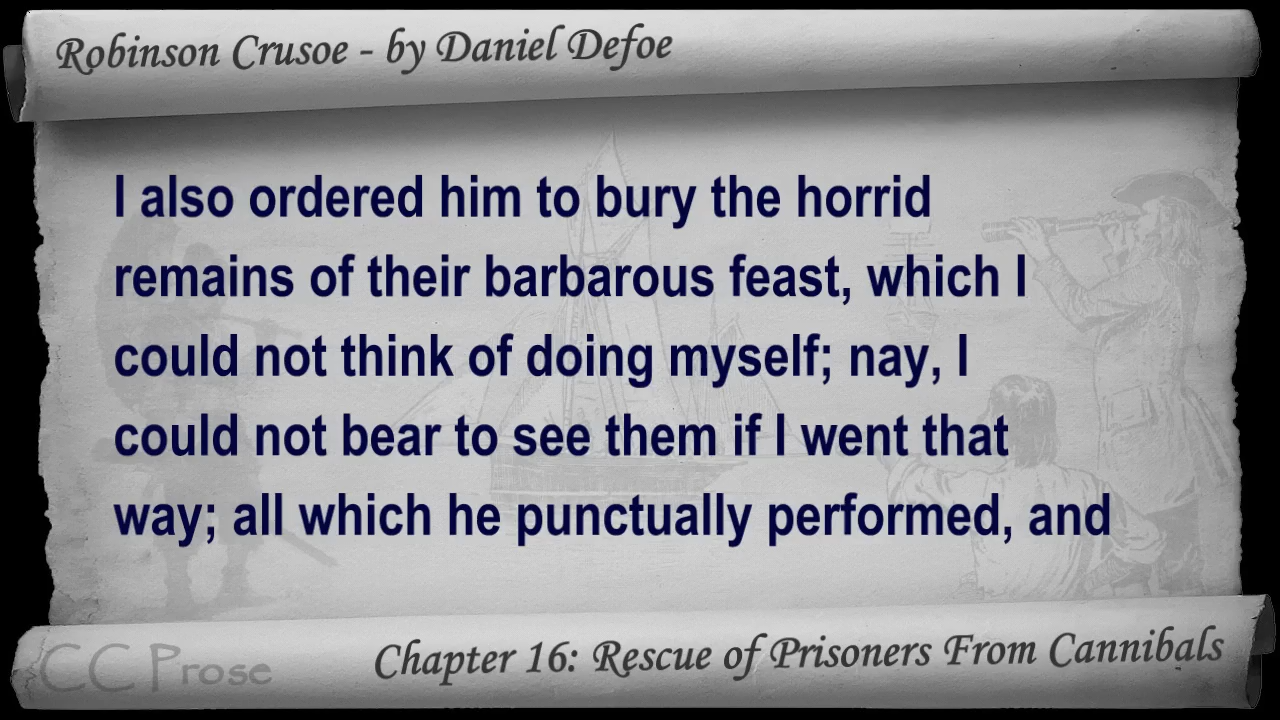 Robinson Crusoe - by Daniel Defoe
I also ordered him to bury the horrid
remains of their barbarous feast, which I
could not think of doing myself; nay, I
could not bear to see them if I went that
way; all which he punctually performed, and
CC Prose
Chapter 16: Rescue of Prisoners From Cannibals